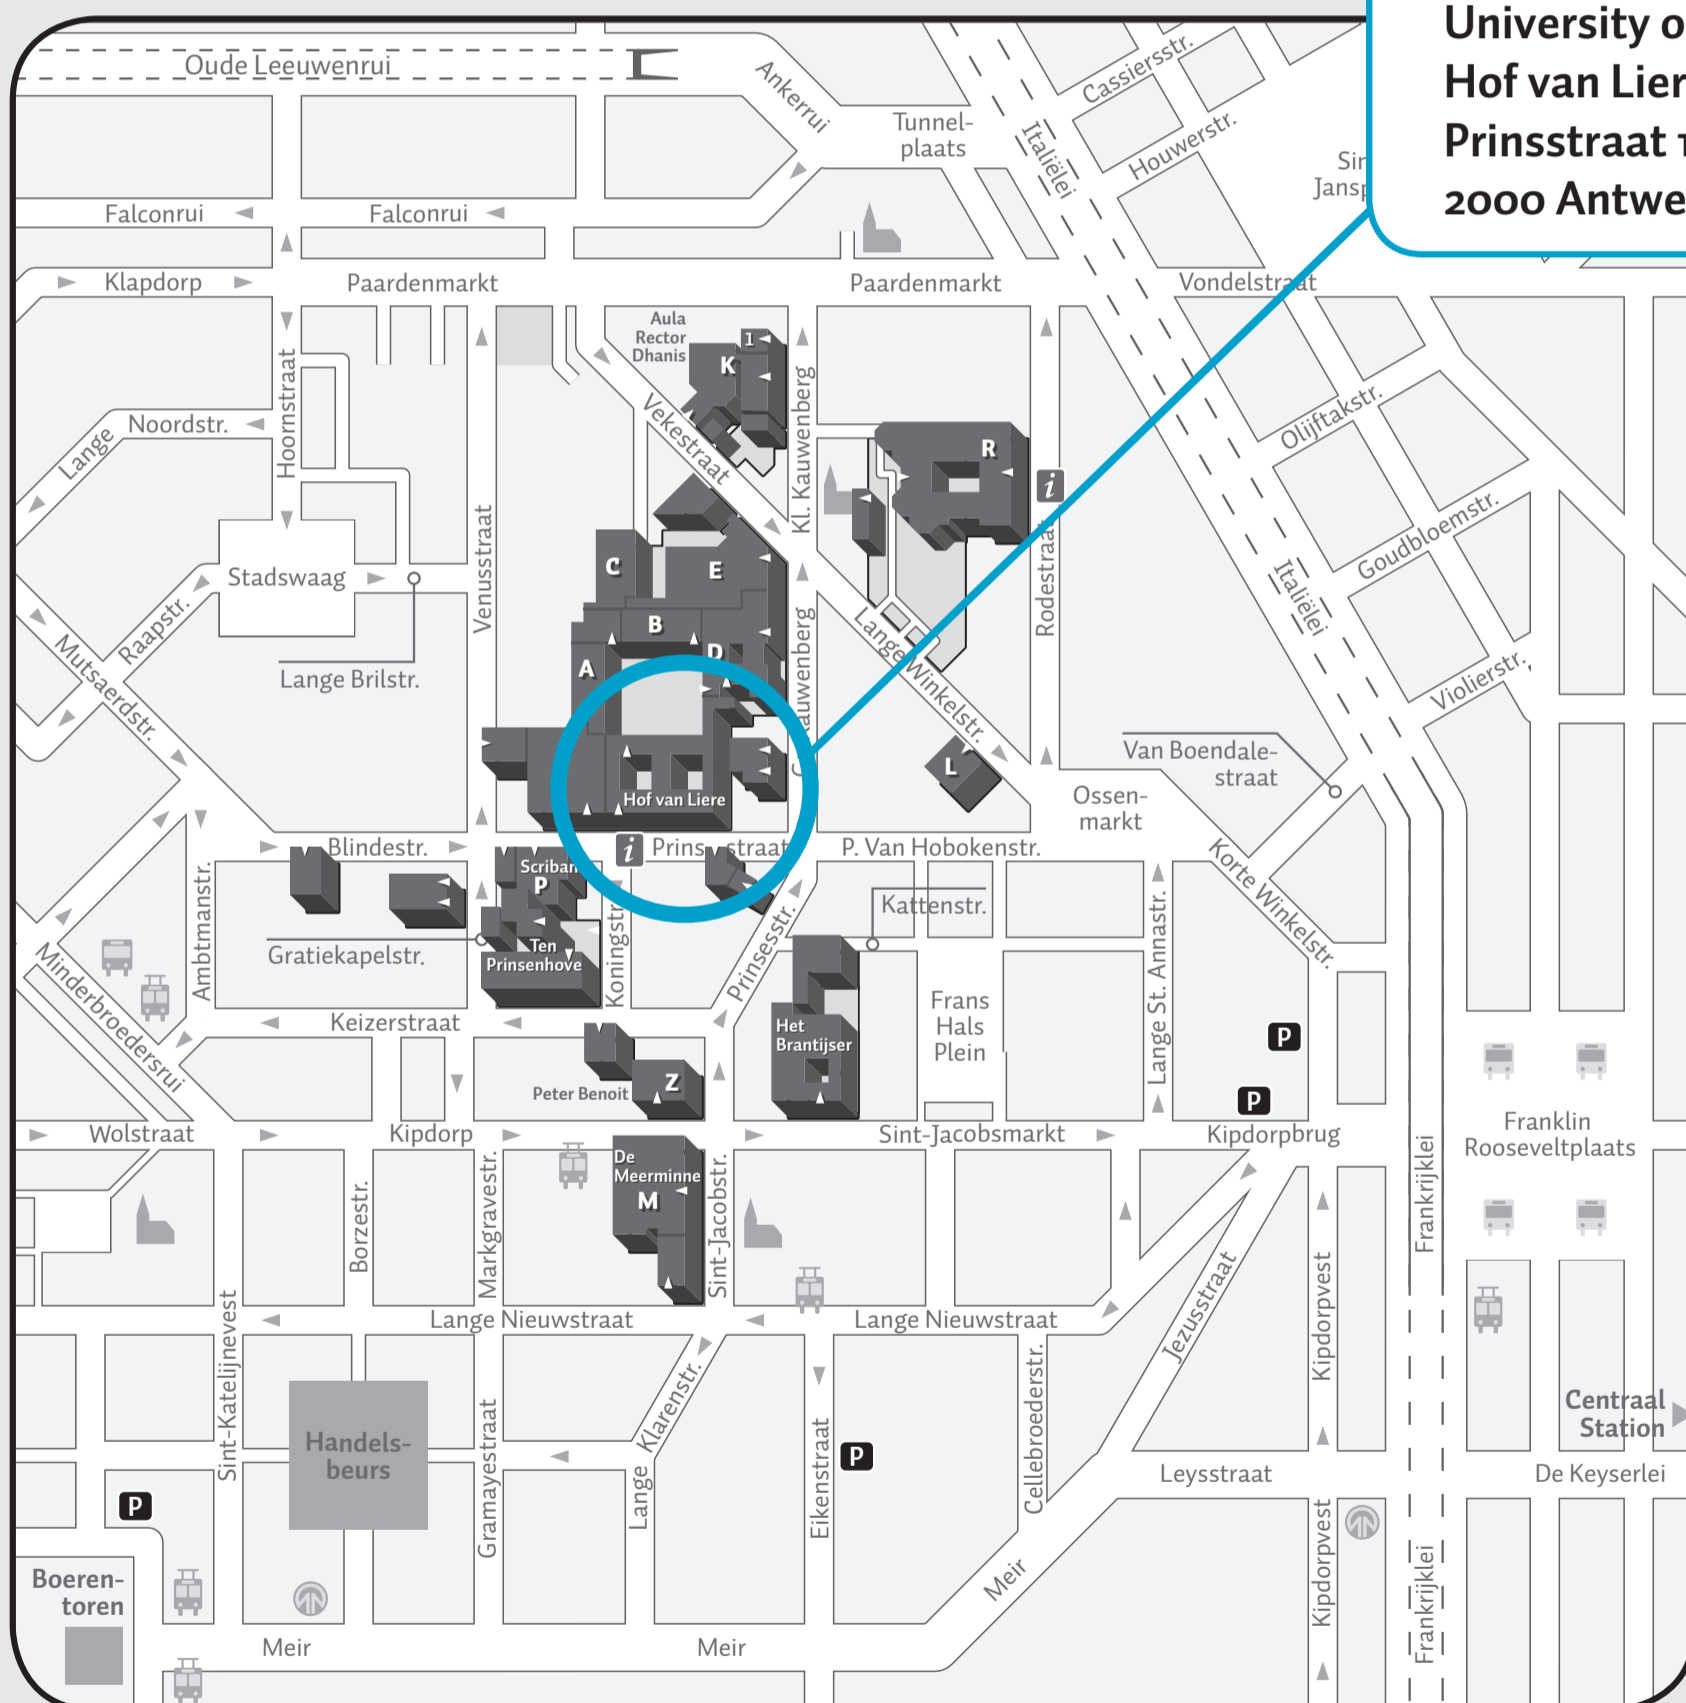 University o
Hof van Lier
Prinsstraat 1
2000 Antwe
Oude Leeuwenrui
Ankerrui
Tunnel-
plaats
Cassiersstr.
Houwerstr.
Italiëlei
Sin
Jansp
Falconrui
Falconrui
Klapdorp
Paardenmarkt
Paardenmarkt
Vondelstraat
Aula
Rector
Dhanis
1
K
Hoornstraat
Noordstr.
Lange
Vekestraat
Kl. Kauwenberg
R
i
Olijftakstr.
Goudbloemstr.
Italiëlei
Violierstr.
Venusstraat
Stadswaag
Raapstr.
Mutsaerdstr.
Lange Brilstr.
C
E
B
D
A
Rodestraat
Lange Winkelstr.
Kauwenberg
L
Van Boendale-
straat
Ossen-
markt
Hof van Liere
i
Prinsstraat
Blindestr.
P. Van Hobokenstr.
Korte Winkelstr.
Scriban
P
Ten
Prinsenhove
Gratiekapelstr.
Koningstr.
Prinsesstr.
Kattenstr.
Lange St. Annastr.
Ambtmanstr.
Minderbroedersrui
Keizerstraat
Frans
Hals
Plein
Het
Brantijser
P
P
Peter Benoit
Z
Wolstraat
Kipdorp
Sint-Jacobsmarkt
Kipdorpbrug
Franklin
Rooseveltplaats
De
Meerminne
M
Borzestr.
Markgravestr.
Sint-Jacobstr.
Frankrijklei
Jezusstraat
Kipdorpvest
Sint-Katelijnevest
Lange Nieuwstraat
Lange Nieuwstraat
Cellebroederstr.
Lange Klarenstr.
Gramayestraat
Eikenstraat
P
Handels-
beurs
Centraal
Station
Leysstraat
De Keyserlei
P
Boeren-
toren
Kipdorpvest
Frankrijklei
Meir
Meir
Meir